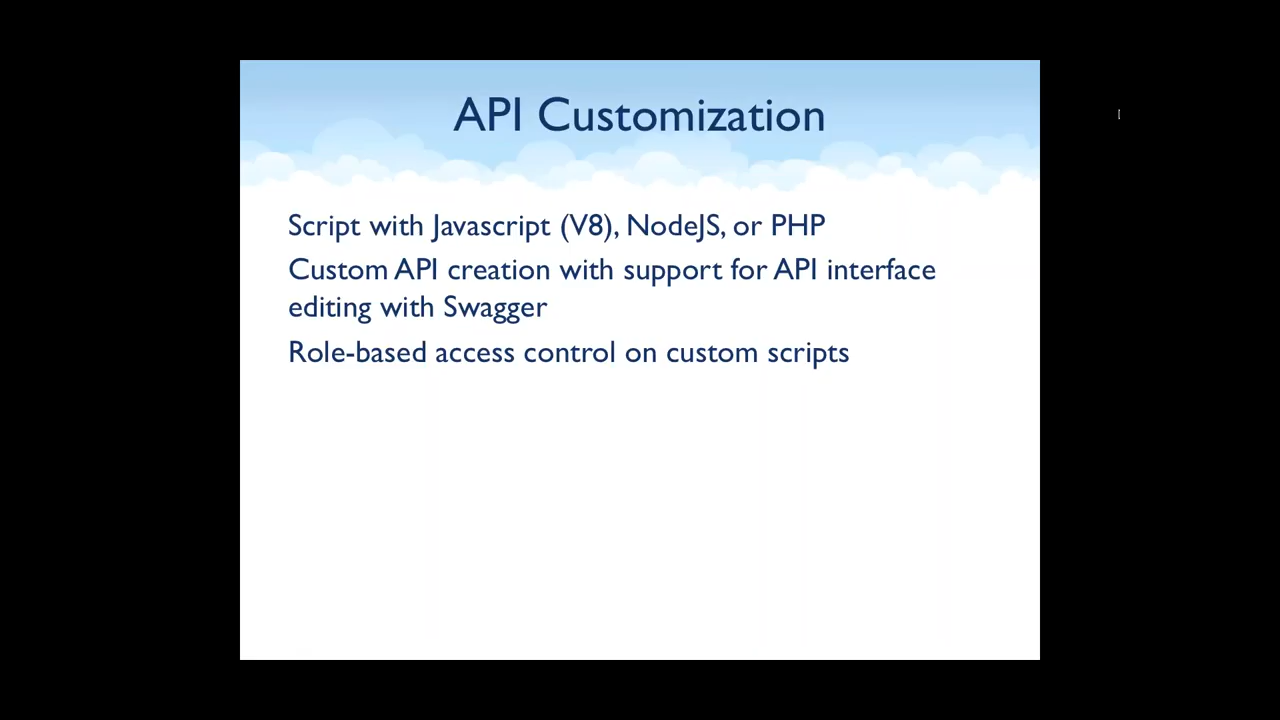 API Customization
Script with Javascript (V8), NodeJS, or PHP
Custom API creation with support for API interface
editing with Swagger
Role-based access control on custom scripts